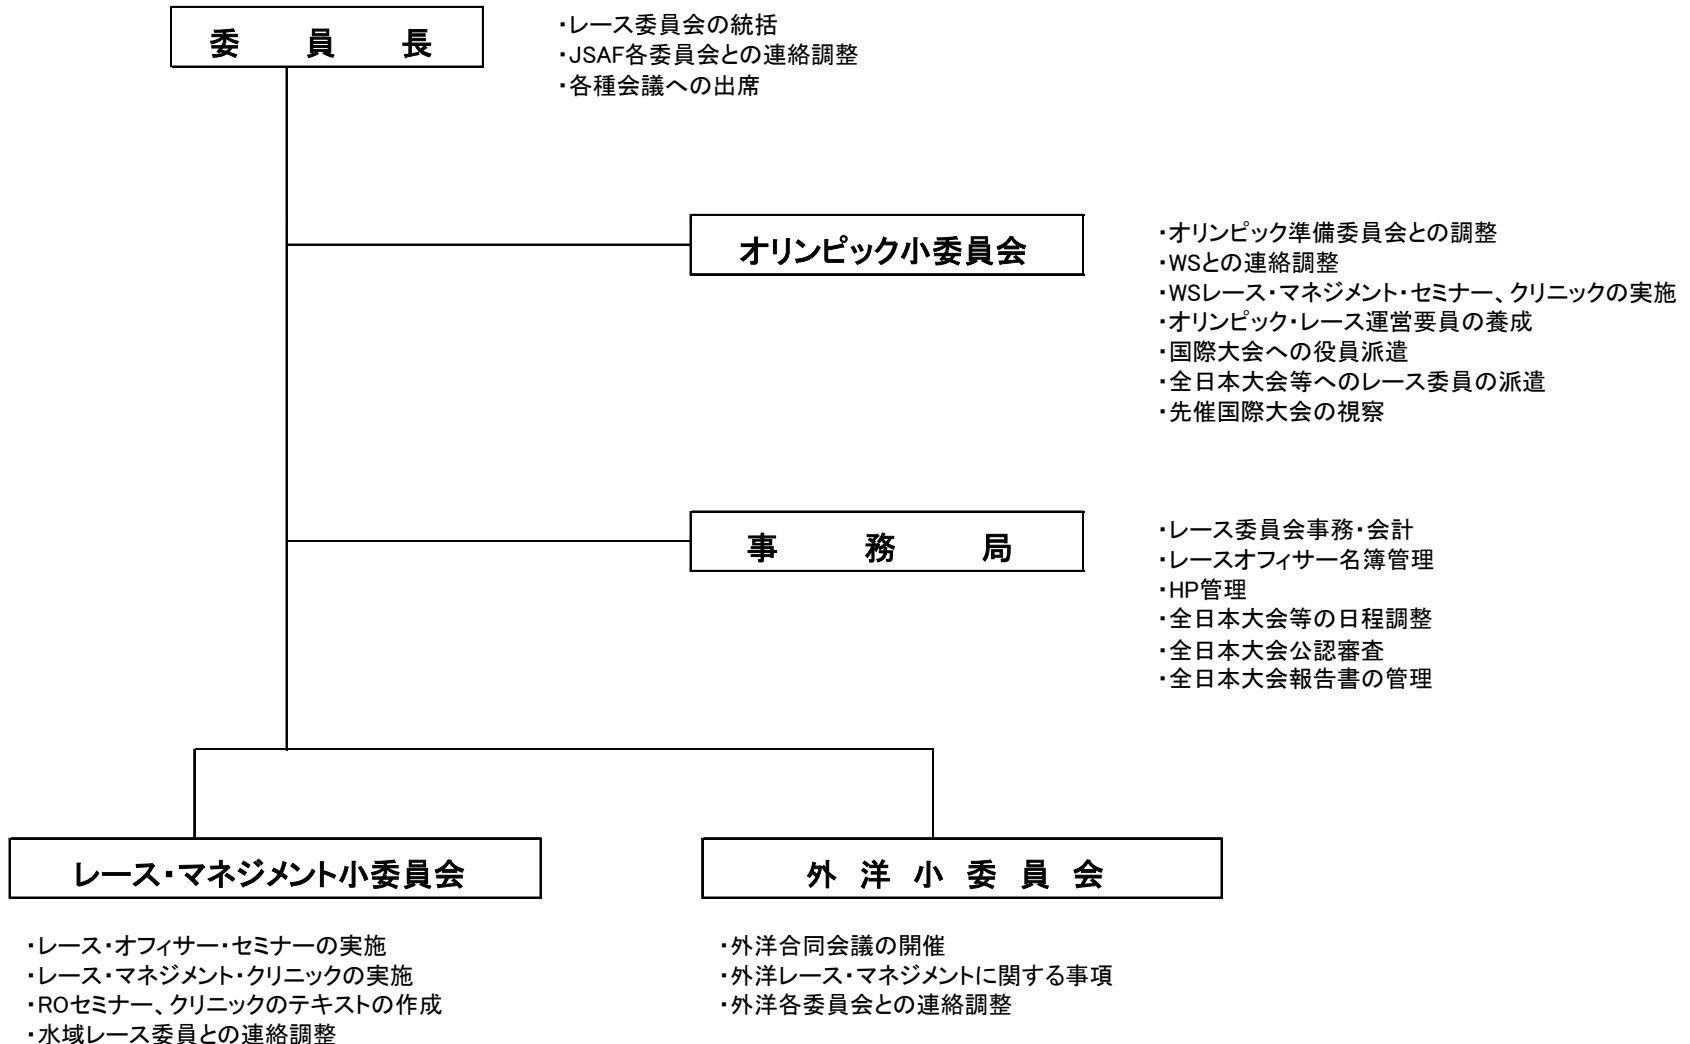 委員長
・レース委員会の統括
・JSAF各委員会との連絡調整
・各種会議への出席
オリンピック小委員会
・オリンピック準備委員会との調整
・WSとの連絡調整
・WSレース・マネジメント・セミナー、クリニックの実施
・オリンピック・レース運営要員の養成
・国際大会への役員派遣
・全日本大会等へのレース委員の派遣
・先催国際大会の視察
事務局
・レース委員会事務・会計
・レースオフィサー名簿管理
・HP管理
・全日本大会等の日程調整
・全日本大会公認審査
・全日本大会報告書の管理
レース・マネジメント小委員会
・レース・オフィサー・セミナーの実施
・レース・マネジメント・クリニックの実施
・ROセミナー、クリニックのテキストの作成
・水域レース委員との連絡調整
外洋小委員会
・外洋合同会議の開催
・外洋レース・マネジメントに関する事項
・外洋各委員会との連絡調整